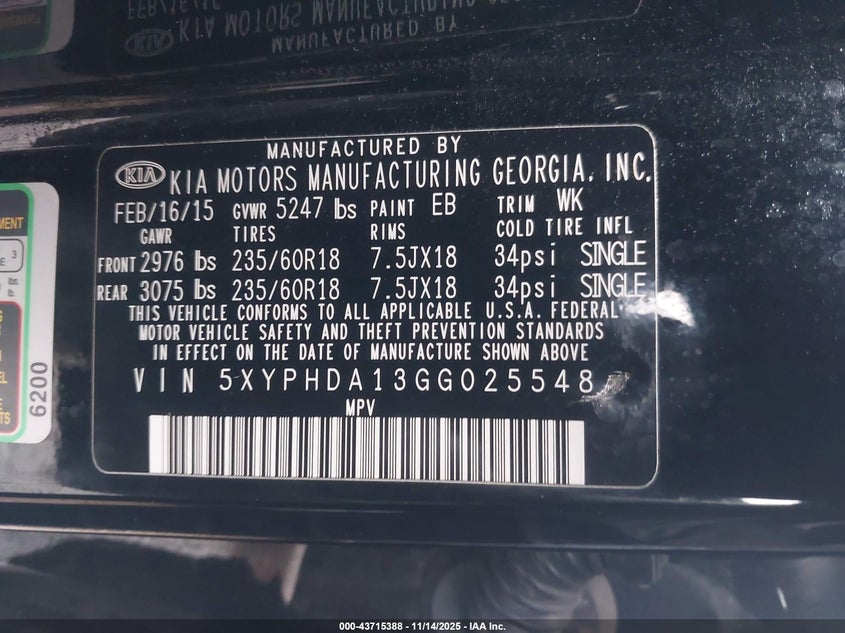 MANUFACTURED BY
KIA KIA MOTORS MANUFACTURING GEORGIA, INC.
FEB/16/15 GVWR 5247 lbs PAINT EB TRIM WK
GAWR TIRES RIMS COLD TIRE INFL
FRONT 2976 lbs 235/60R18 7.5JX18 34psi SINGLE
REAR 3075 lbs 235/60R18 7.5JX18 34psi SINGLE
THIS VEHICLE CONFORMS TO ALL APPLICABLE U.S.A. FEDERAL
MOTOR VEHICLE SAFETY AND THEFT PREVENTION STANDARDS
IN EFFECT ON THE DATE OF MANUFACTURE SHOWN ABOVE
VIN 5XYPHDA13GG025548
MPV
6200
000-43715388 - 11/14/2025 - IAA Inc.